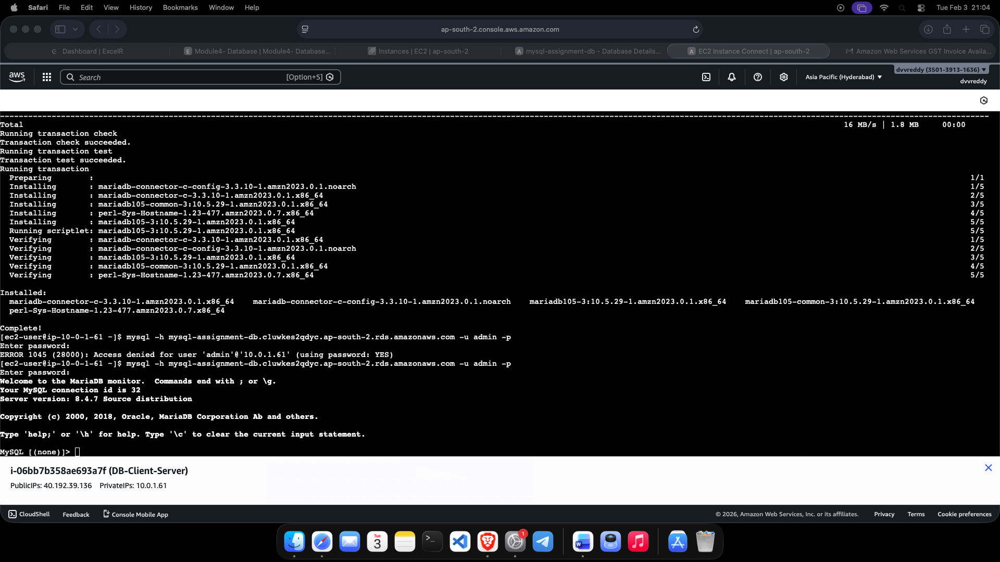 Safari File Edit View History Bookmarks Window Help Tue Feb 3 21:04
ap-south-2.console.aws.amazon.com
Dashboard | ExcelR
Module4- Database | Module4- Database...
Instances | EC2 | ap-south-2
mysql-assignment-db - Database Details...
EC2 Instance Connect | ap-south-2
Amazon Web Services GST Invoice Availa...
aws Search [Option+S] Asia Pacific (Hyderabad) dvvreddy (3501-3913-1636)
dvvreddy
Total 16 MB/s | 1.8 MB 00:00
Running transaction check
Transaction check succeeded.
Running transaction test
Transaction test succeeded.
Running transaction
Preparing : 1/1
Installing : mariadb-connector-c-config-3.3.10-1.amzn2023.0.1.noarch 1/5
Installing : mariadb-connector-c-3.3.10-1.amzn2023.0.1.x86_64 2/5
Installing : mariadb105-common-3:10.5.29-1.amzn2023.0.1.x86_64 3/5
Installing : perl-Sys-Hostname-1.23-477.amzn2023.0.7.x86_64 4/5
Installing : mariadb105-3:10.5.29-1.amzn2023.0.1.x86_64 5/5
Running scriptlet: mariadb105-3:10.5.29-1.amzn2023.0.1.x86_64 5/5
Verifying : mariadb-connector-c-3.3.10-1.amzn2023.0.1.x86_64 1/5
Verifying : mariadb-connector-c-config-3.3.10-1.amzn2023.0.1.noarch 2/5
Verifying : mariadb105-3:10.5.29-1.amzn2023.0.1.x86_64 3/5
Verifying : mariadb105-common-3:10.5.29-1.amzn2023.0.1.x86_64 4/5
Verifying : perl-Sys-Hostname-1.23-477.amzn2023.0.7.x86_64 5/5
Installed:
mariadb-connector-c-3.3.10-1.amzn2023.0.1.x86_64 mariadb-connector-c-config-3.3.10-1.amzn2023.0.1.noarch mariadb105-3:10.5.29-1.amzn2023.0.1.x86_64 mariadb105-common-3:10.5.29-1.amzn2023.0.1.x86_64
perl-Sys-Hostname-1.23-477.amzn2023.0.7.x86_64
Complete!
[ec2-user@ip-10-0-1-61 ~]$ mysql -h mysql-assignment-db.c1uwkes2qdyc.ap-south-2.rds.amazonaws.com -u admin -p
Enter password:
ERROR 1045 (28000): Access denied for user 'admin'@'10.0.1.61' (using password: YES)
[ec2-user@ip-10-0-1-61 ~]$ mysql -h mysql-assignment-db.c1uwkes2qdyc.ap-south-2.rds.amazonaws.com -u admin -p
Enter password:
Welcome to the MariaDB monitor.  Commands end with ; or \g.
Your MySQL connection id is 32
Server version: 8.4.7 Source distribution
Copyright (c) 2000, 2018, Oracle, MariaDB Corporation Ab and others.
Type 'help;' or '\h' for help. Type '\c' to clear the current input statement.
MySQL [(none)]>
i-06bb7b358ae693a7f (DB-Client-Server)
PublicIPs: 40.192.39.136 PrivateIPs: 10.0.1.61
CloudShell Feedback Console Mobile App © 2026, Amazon Web Services, Inc. or its affiliates. Privacy Terms Cookie preferences
Tue
3
1